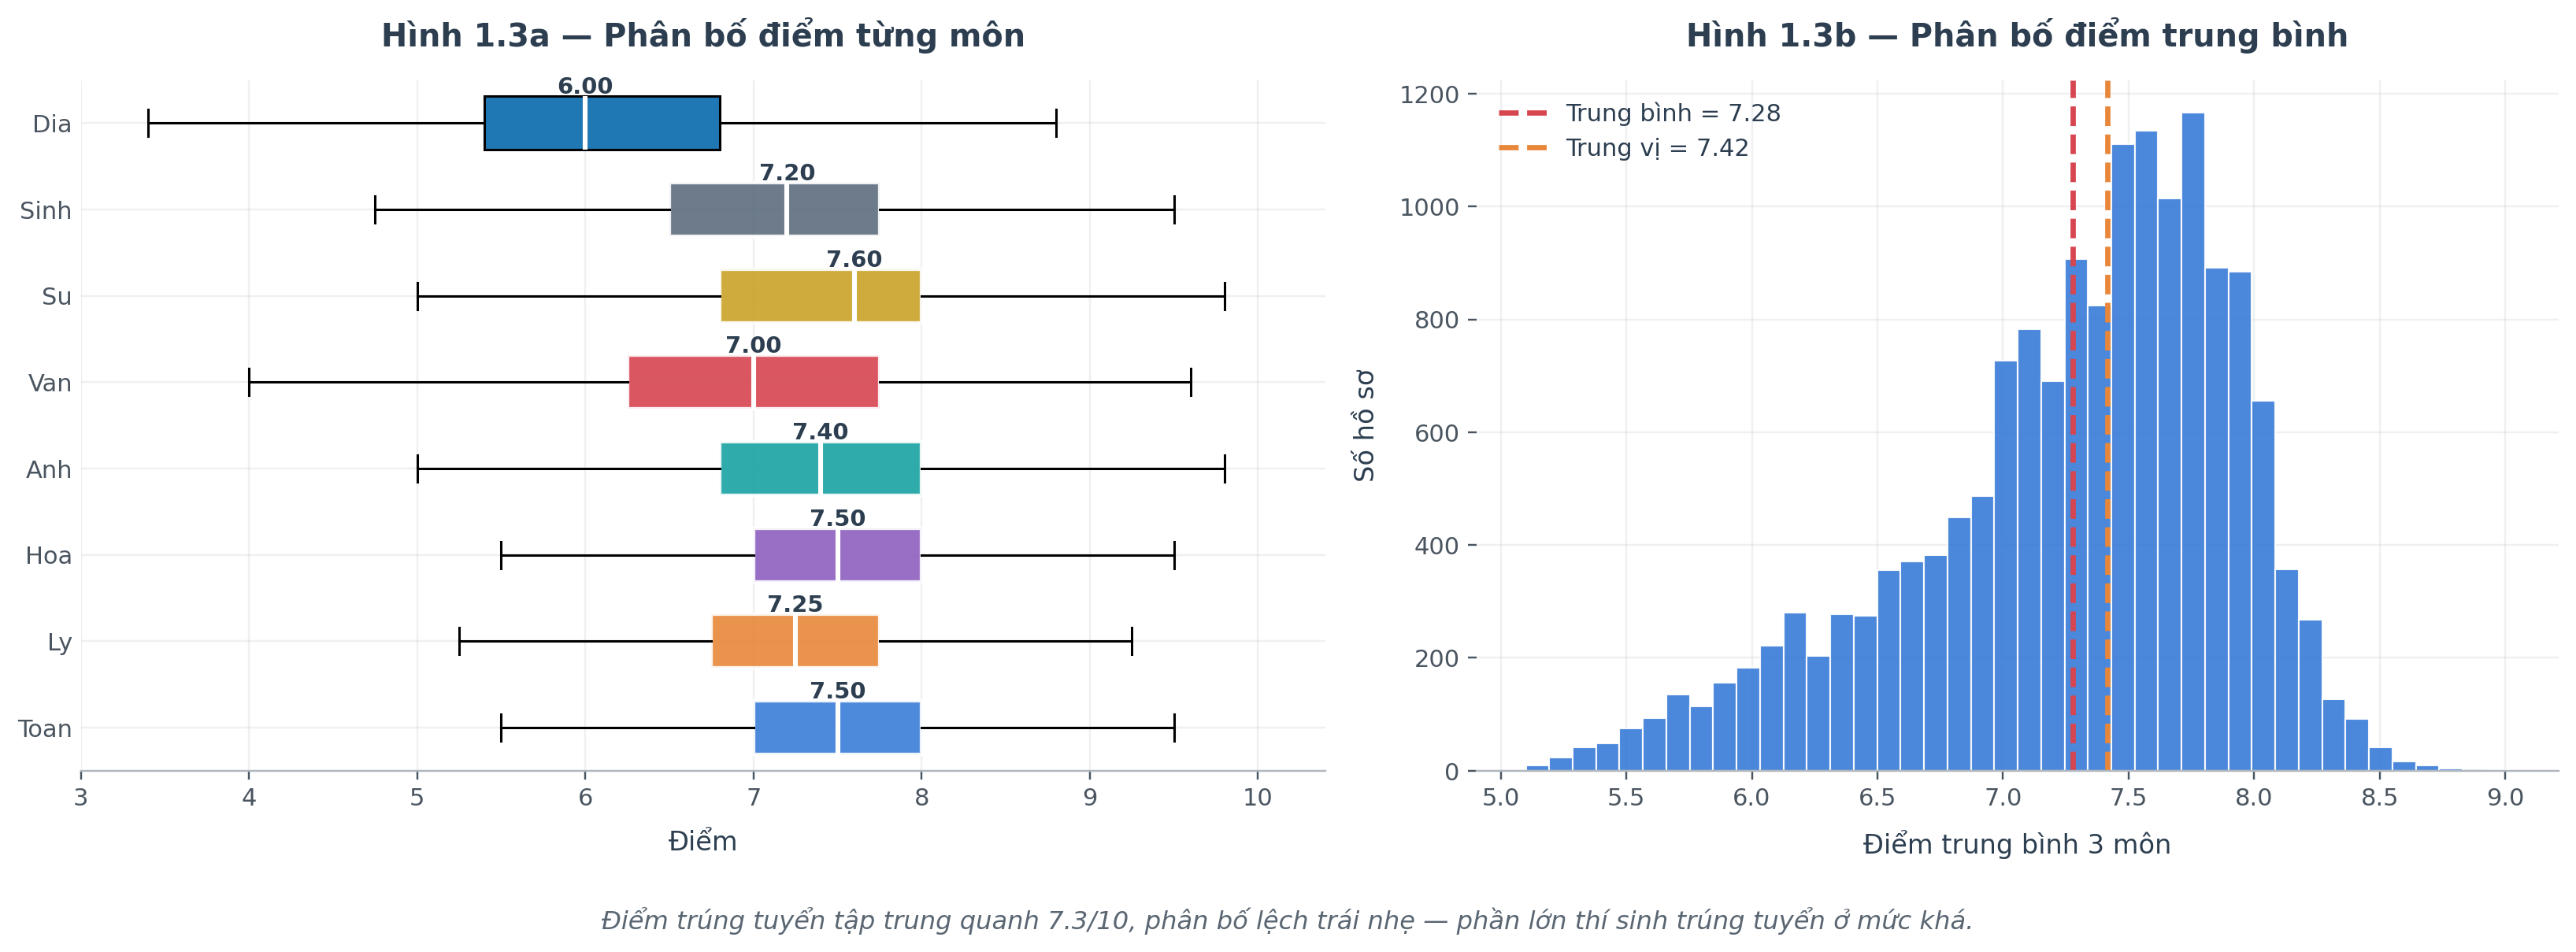 Hình 1.3a — Phân bố điểm từng môn
Dia
6.00
Sinh
7.20
Su
7.60
Van
7.00
Anh
7.40
Hoa
7.50
Ly
7.25
Toan
7.50
3 4 5 6 7 8 9 10
Điểm
Hình 1.3b — Phân bố điểm trung bình
Trung bình = 7.28
Trung vị = 7.42
1200
1000
800
600
400
200
0
Số hồ sơ
5.0 5.5 6.0 6.5 7.0 7.5 8.0 8.5 9.0
Điểm trung bình 3 môn
Điểm trúng tuyển tập trung quanh 7.3/10, phân bố lệch trái nhẹ — phần lớn thí sinh trúng tuyển ở mức khá.